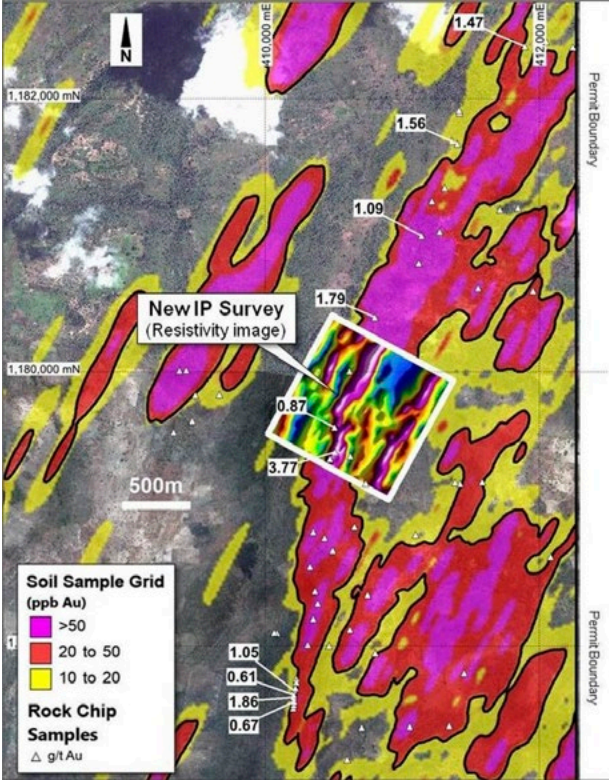 1.47
410,000 mE
412,000 mE
N
1,182,000 mN
Permit Boundary
1.56
1.09
1.79
New IP Survey
(Resistivity image)
1,180,000 mN
0.87
3.77
500m
Soil Sample Grid
(ppb Au)
>50
20 to 50
10 to 20
Rock Chip
Samples
g/t Au
1
1.05
0.61
1.86
0.67
Permit Boundary